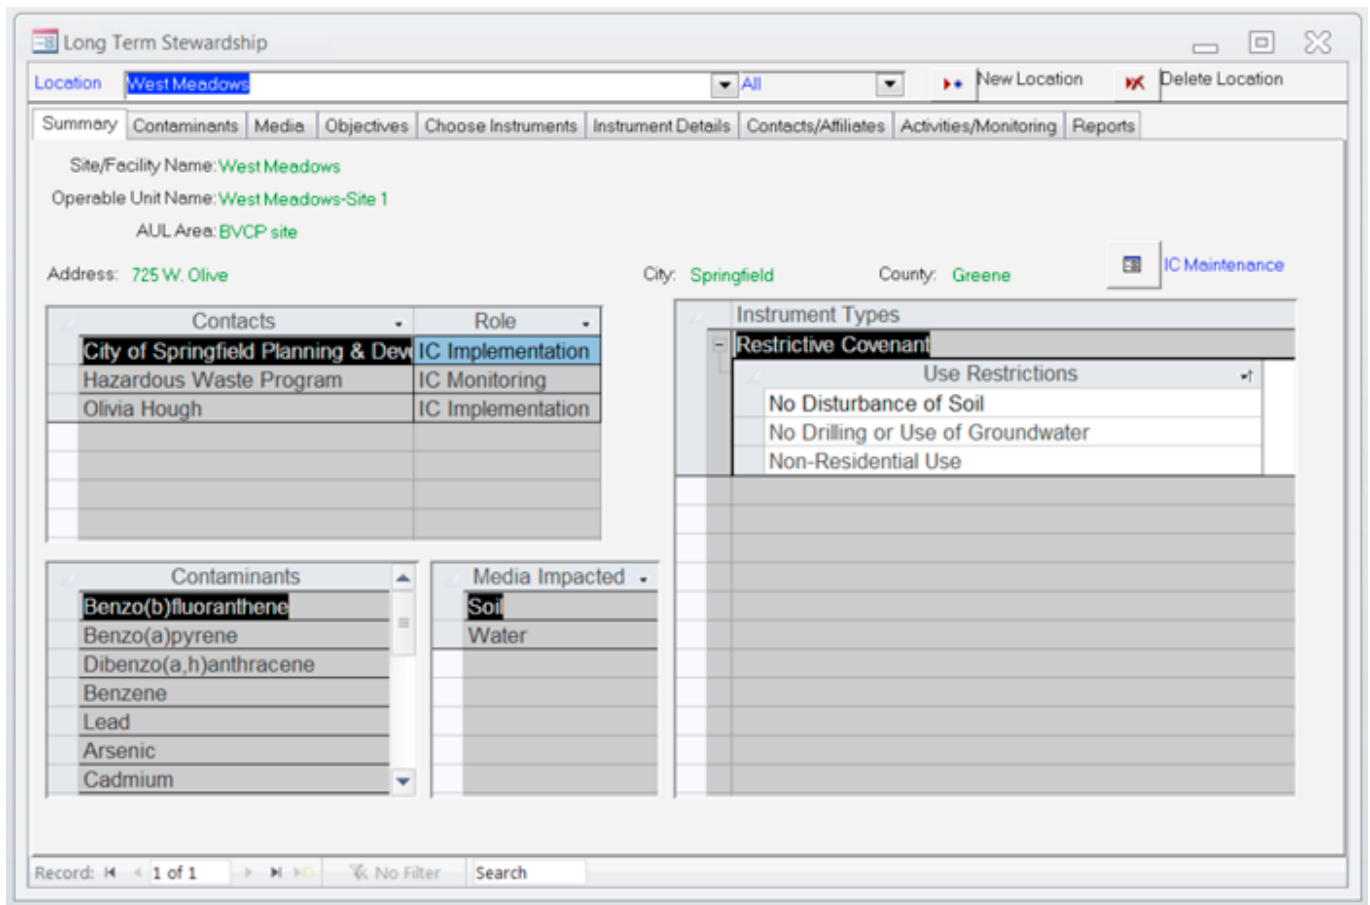 Long Term Stewardship
Location West Meadows All New Location Delete Location
Summary Contaminants Media Objectives Choose Instruments Instrument Details Contacts/Affiliates Activities/Monitoring Reports
Site/Facility Name: West Meadows
Operable Unit Name: West Meadows-Site 1
AUL Area: BVCP site
IC Maintenance
Address: 725 W. Olive City: Springfield County: Greene
Contacts Role
City of Springfield Planning & Deve IC Implementation
Hazardous Waste Program IC Monitoring
Olivia Hough IC Implementation
Instrument Types
Restrictive Covenant
Use Restrictions
No Disturbance of Soil
No Drilling or Use of Groundwater
Non-Residential Use
Contaminants
Benzo(b)fluoranthene
Benzo(a)pyrene
Dibenzo(a,h)anthracene
Benzene
Lead
Arsenic
Cadmium
Media Impacted
Soil
Water
Record: 1 of 1 No Filter Search